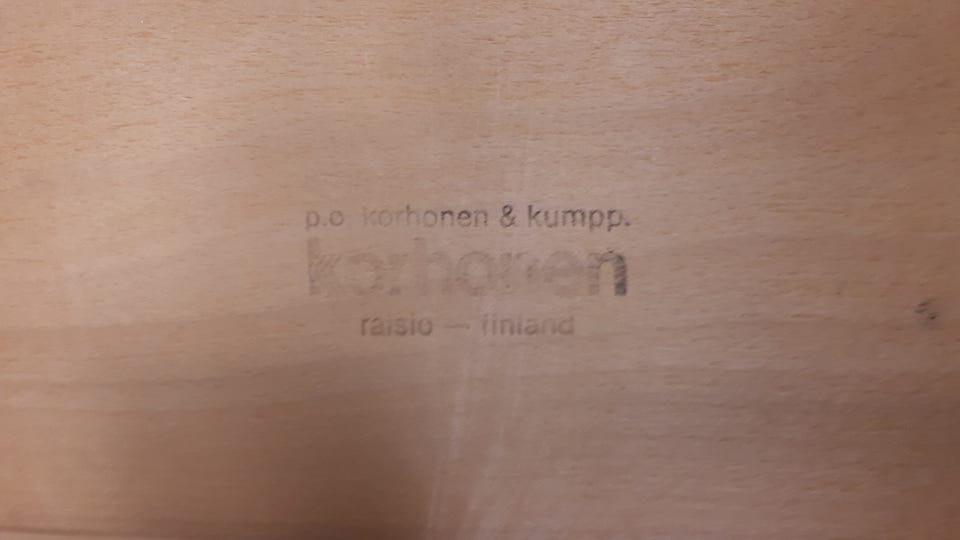 p.o. korhonen & kumpp.
korhonen
raisio — finland